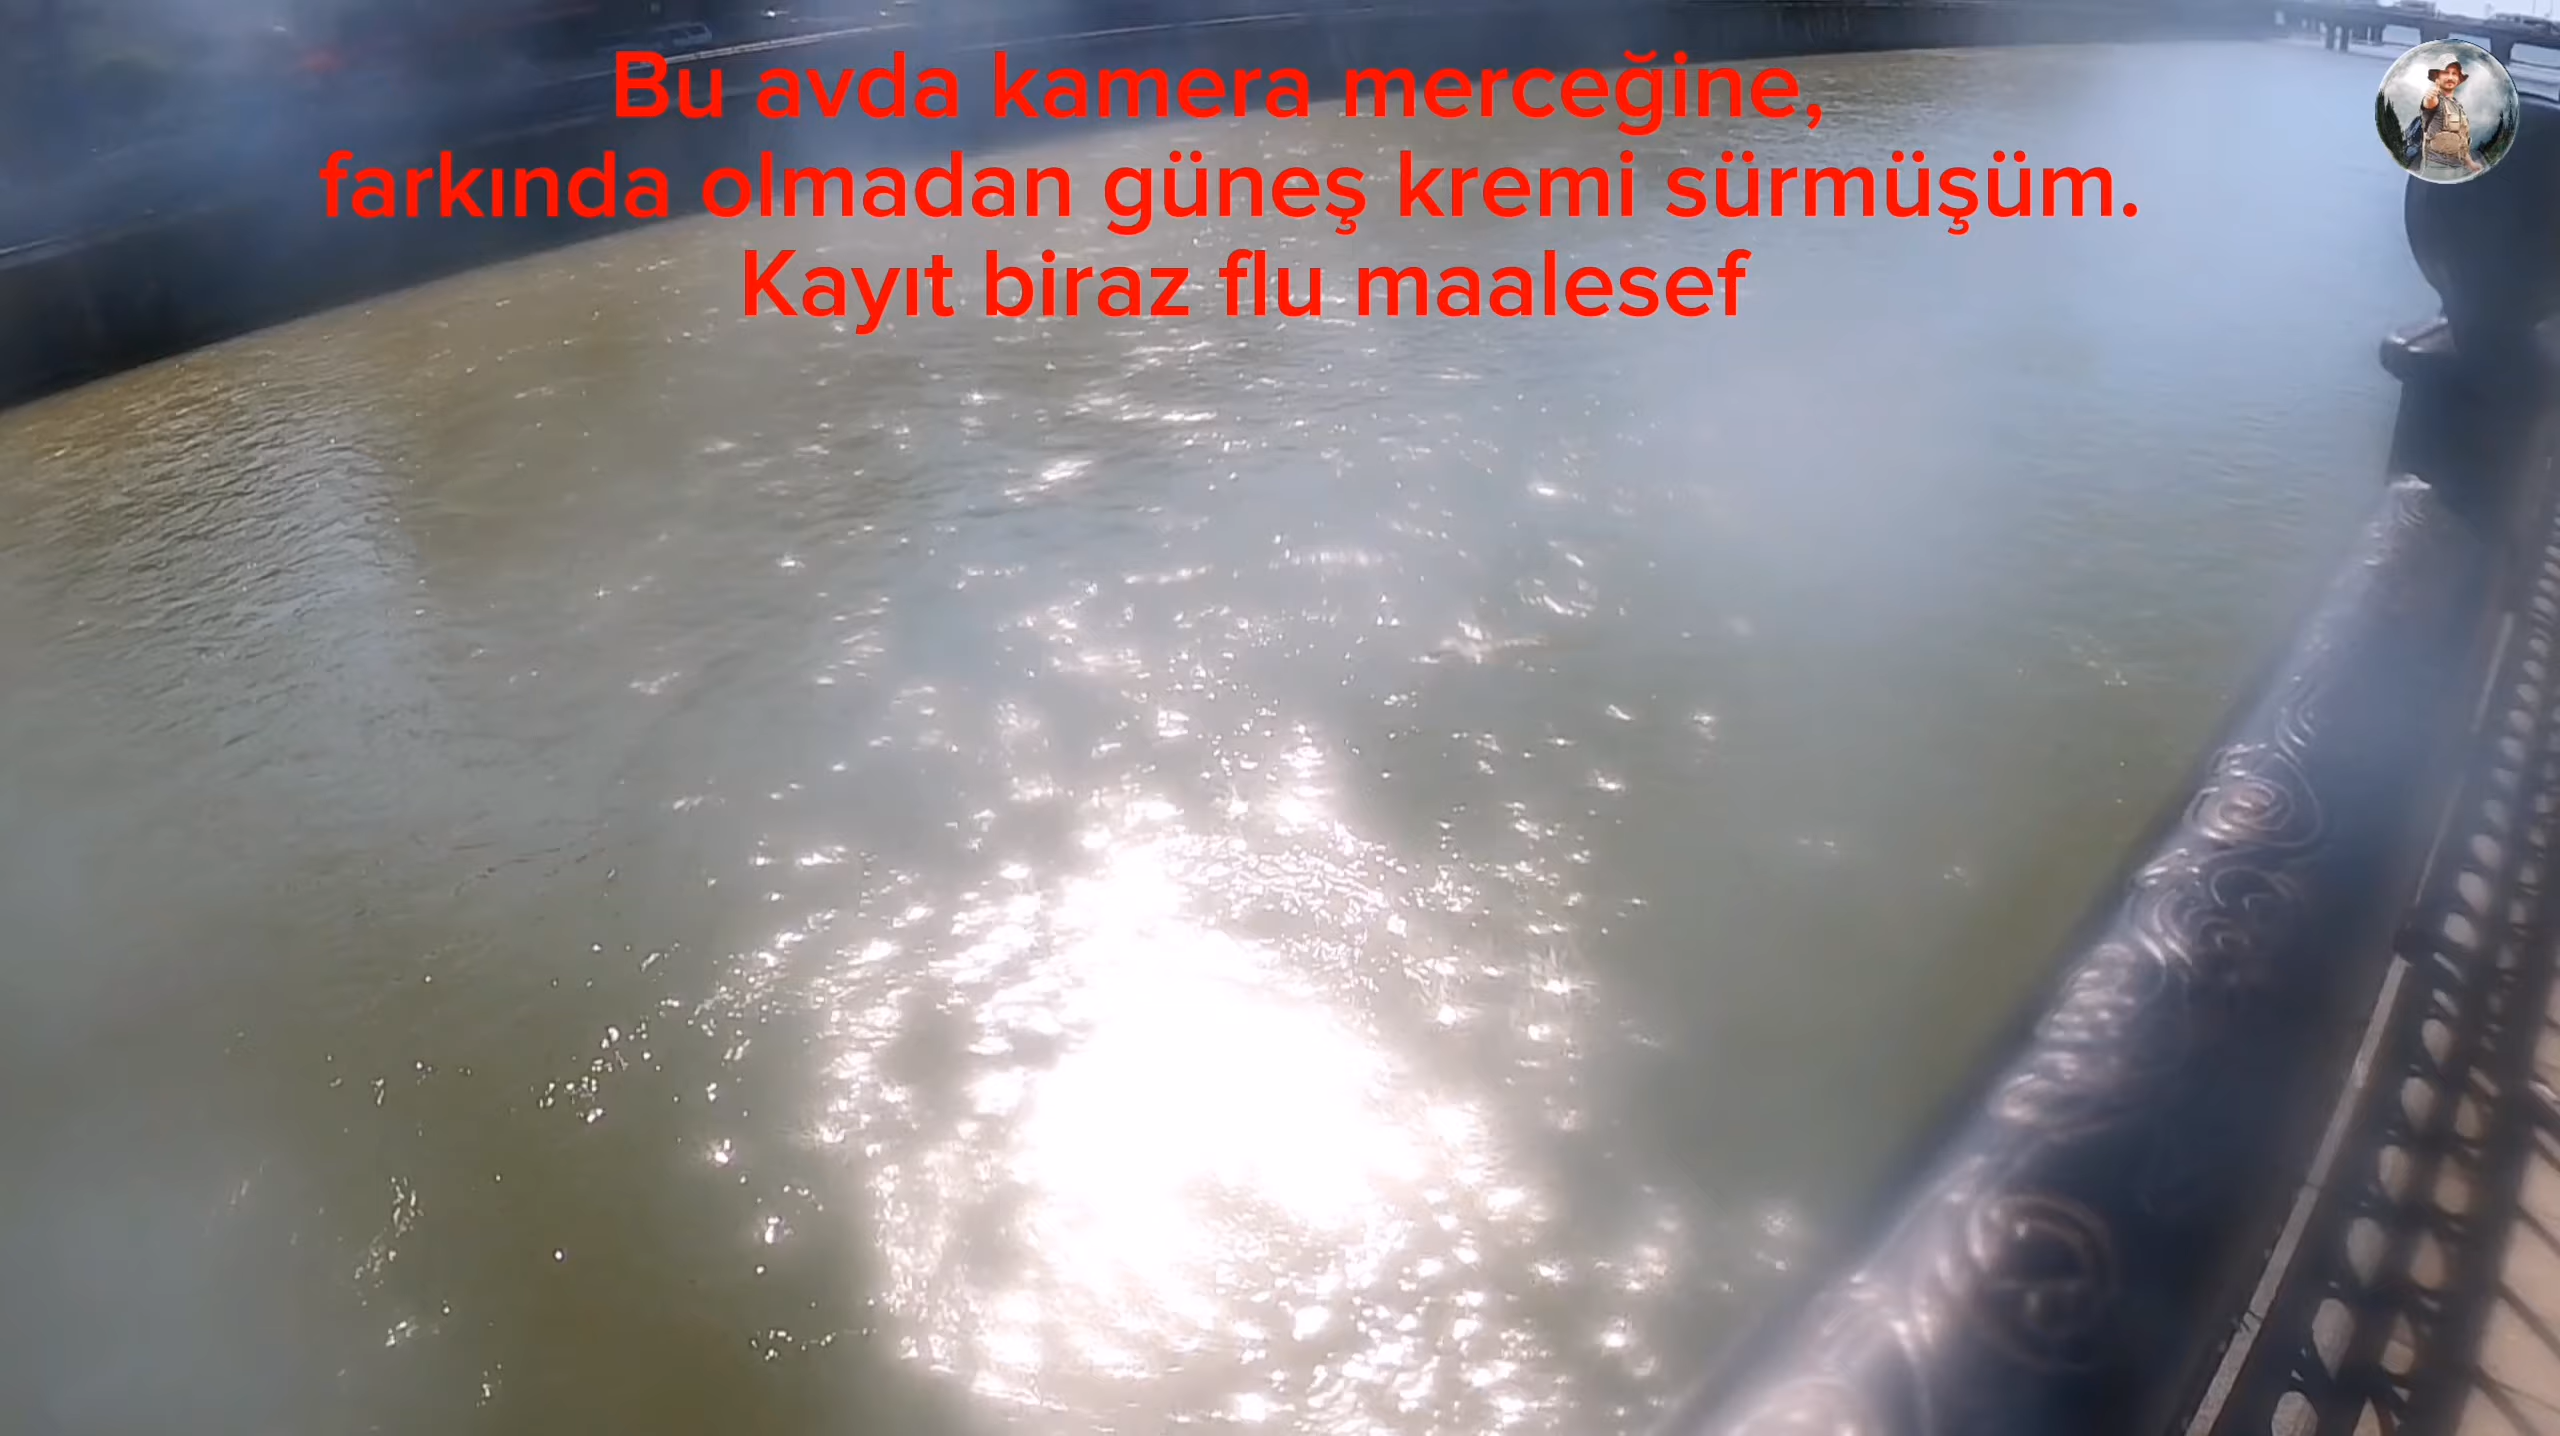 Bu avda kamera merceğine,
farkında olmadan güneş kremi sürmüşüm.
Kayıt biraz flu maalesef